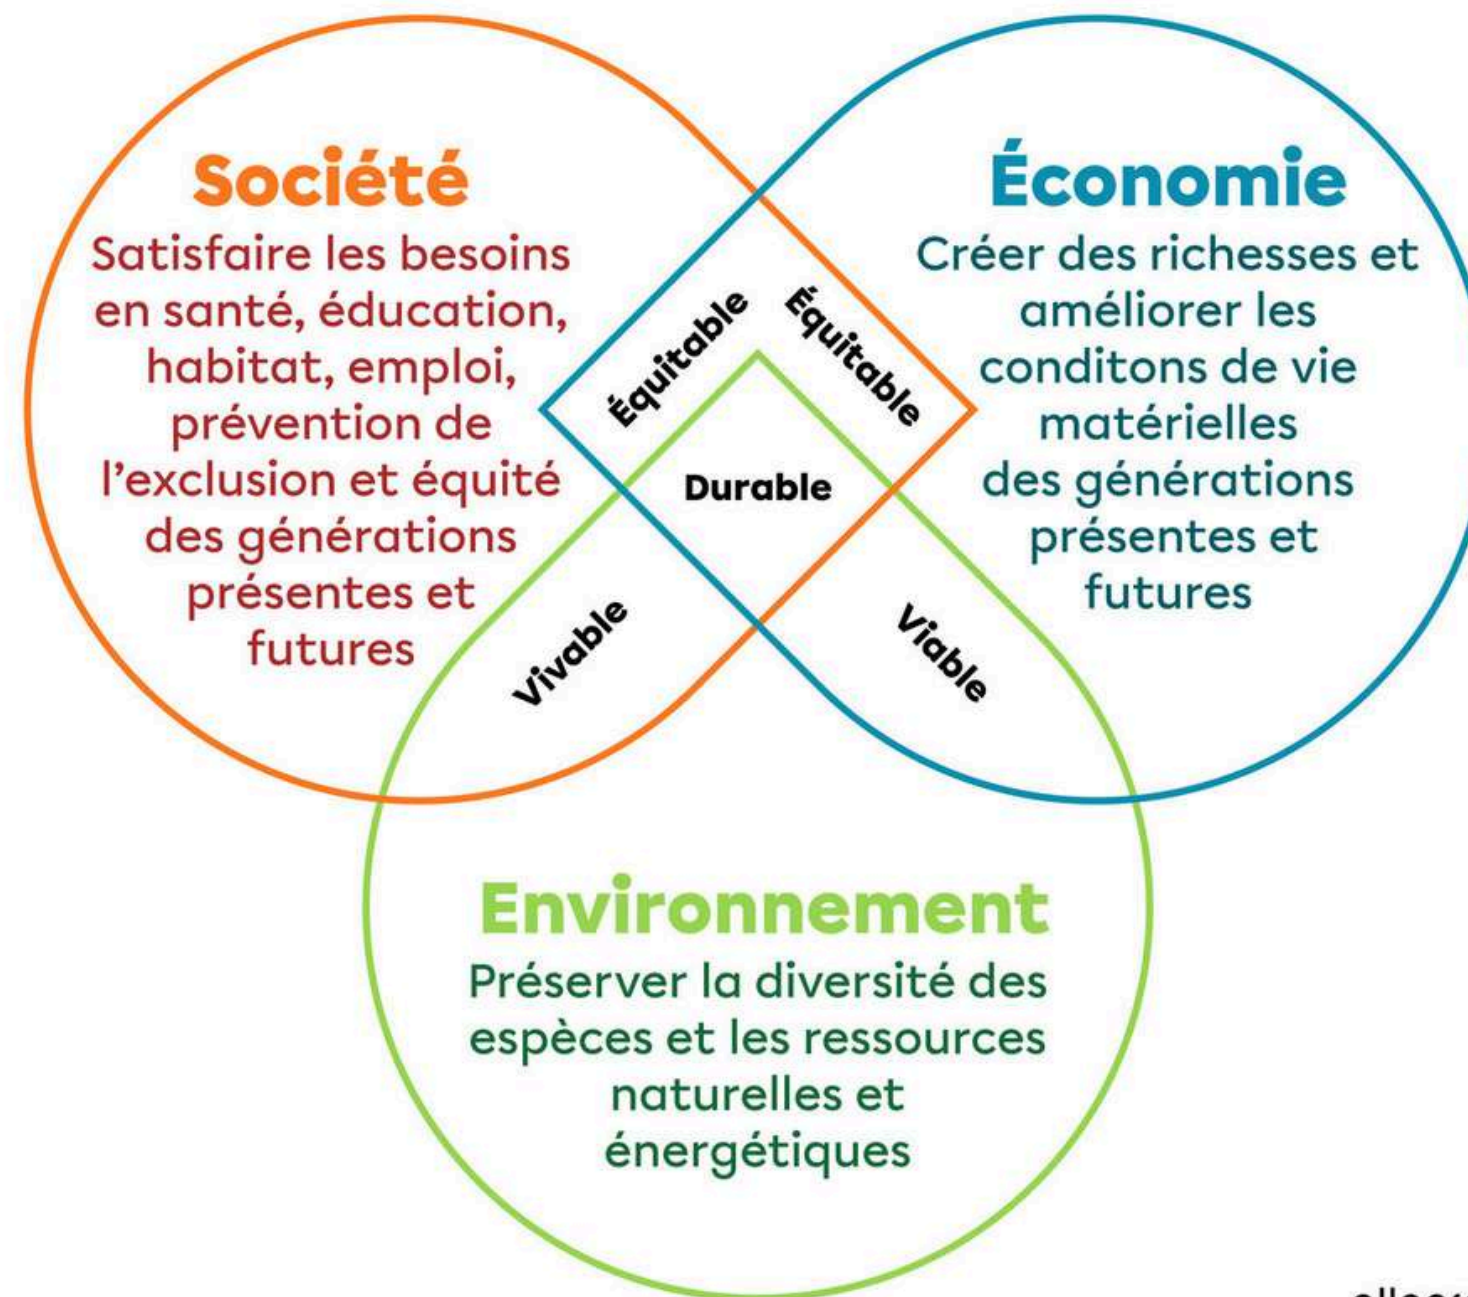 Société
Satisfaire les besoins
en santé, éducation,
habitat, emploi,
prévention de
l’exclusion et équité
des générations
présentes et
futures
Économie
Créer des richesses et
améliorer les
conditons de vie
matérielles
des générations
présentes et
futures
Équitable
Équitable
Durable
Vivable
Viable
Environnement
Préserver la diversité des
espèces et les ressources
naturelles et
énergétiques